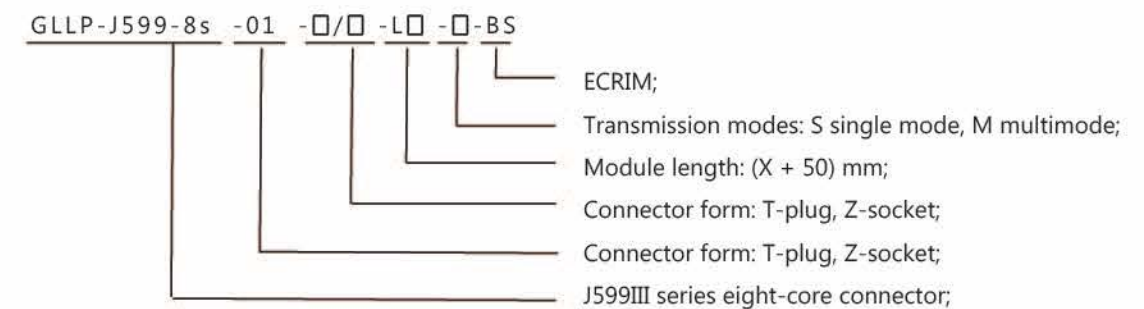 GLLP-J599-8s -01 -□/□ -L□ -□-BS
ECRIM;
Transmission modes: S single mode, M multimode;
Module length: (X + 50) mm;
Connector form: T-plug, Z-socket;
Connector form: T-plug, Z-socket;
J599III series eight-core connector;